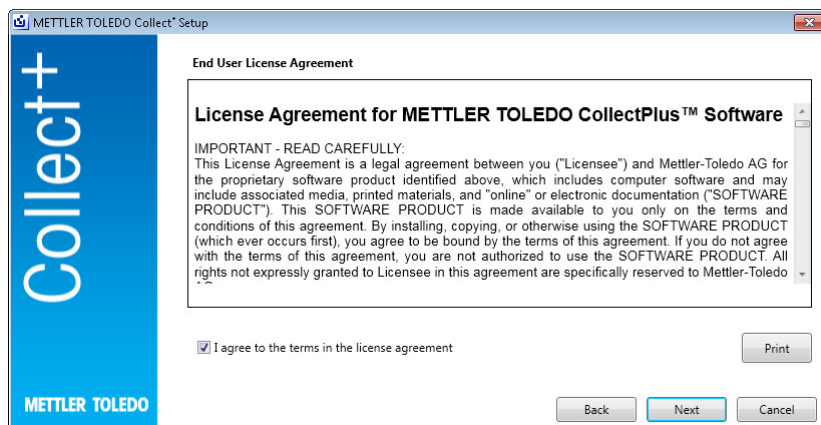 METTLER TOLEDO Collect+ Setup
Collect+
End User License Agreement
License Agreement for METTLER TOLEDO CollectPlus™ Software
IMPORTANT - READ CAREFULLY:
This License Agreement is a legal agreement between you ("Licensee") and Mettler-Toledo AG for
the proprietary software product identified above, which includes computer software and may
include associated media, printed materials, and "online" or electronic documentation ("SOFTWARE
PRODUCT"). This SOFTWARE PRODUCT is made available to you only on the terms and
conditions of this agreement. By installing, copying, or otherwise using the SOFTWARE PRODUCT
(which ever occurs first), you agree to be bound by the terms of this agreement. If you do not agree
with the terms of this agreement, you are not authorized to use the SOFTWARE PRODUCT. All
rights not expressly granted to Licensee in this agreement are specifically reserved to Mettler-Toledo
I agree to the terms in the license agreement
Print
METTLER TOLEDO
Back
Next
Cancel